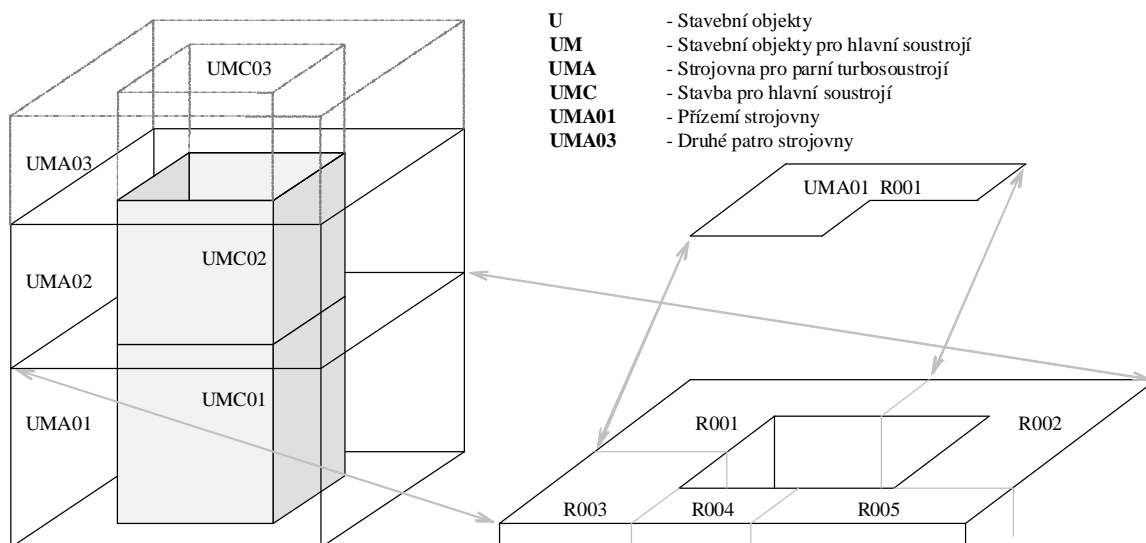 U - Stavební objekty
UM - Stavební objekty pro hlavní soustrojí
UMA - Strojovna pro parní turbosoustrojí
UMC - Stavba pro hlavní soustrojí
UMA01 - Přízemí strojovny
UMA03 - Druhé patro strojovny
UMC03
UMA03
UMA01 R001
UMC02
UMA02
UMC01
UMA01
R001
R002
R003
R004
R005